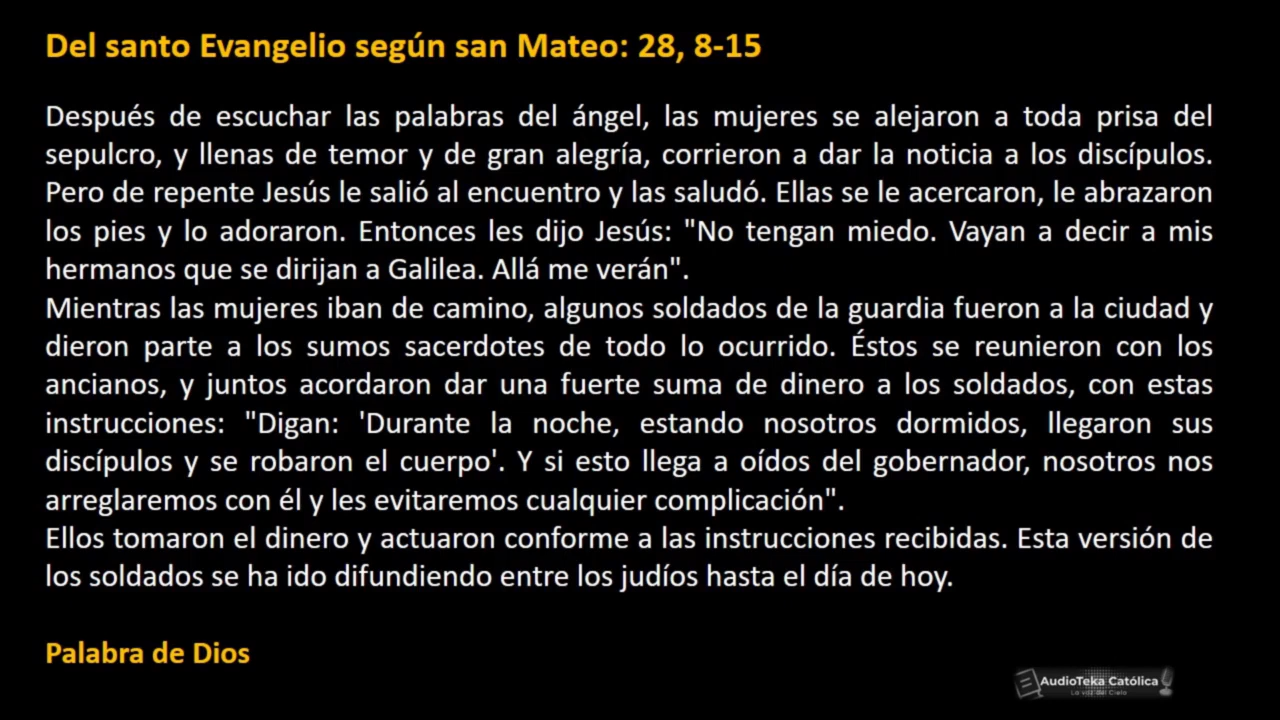 Del santo Evangelio según san Mateo: 28, 8-15
Después de escuchar las palabras del ángel, las mujeres se alejaron a toda prisa del
sepulcro, y llenas de temor y de gran alegría, corrieron a dar la noticia a los discípulos.
Pero de repente Jesús le salió al encuentro y las saludó. Ellas se le acercaron, le abrazaron
los pies y lo adoraron. Entonces les dijo Jesús: "No tengan miedo. Vayan a decir a mis
hermanos que se dirijan a Galilea. Allá me verán".
Mientras las mujeres iban de camino, algunos soldados de la guardia fueron a la ciudad y
dieron parte a los sumos sacerdotes de todo lo ocurrido. Éstos se reunieron con los
ancianos, y juntos acordaron dar una fuerte suma de dinero a los soldados, con estas
instrucciones: "Digan: 'Durante la noche, estando nosotros dormidos, llegaron sus
discípulos y se robaron el cuerpo'. Y si esto llega a oídos del gobernador, nosotros nos
arreglaremos con él y les evitaremos cualquier complicación".
Ellos tomaron el dinero y actuaron conforme a las instrucciones recibidas. Esta versión de
los soldados se ha ido difundiendo entre los judíos hasta el día de hoy.
Palabra de Dios
AudioTeka Católica
La voz del Cielo